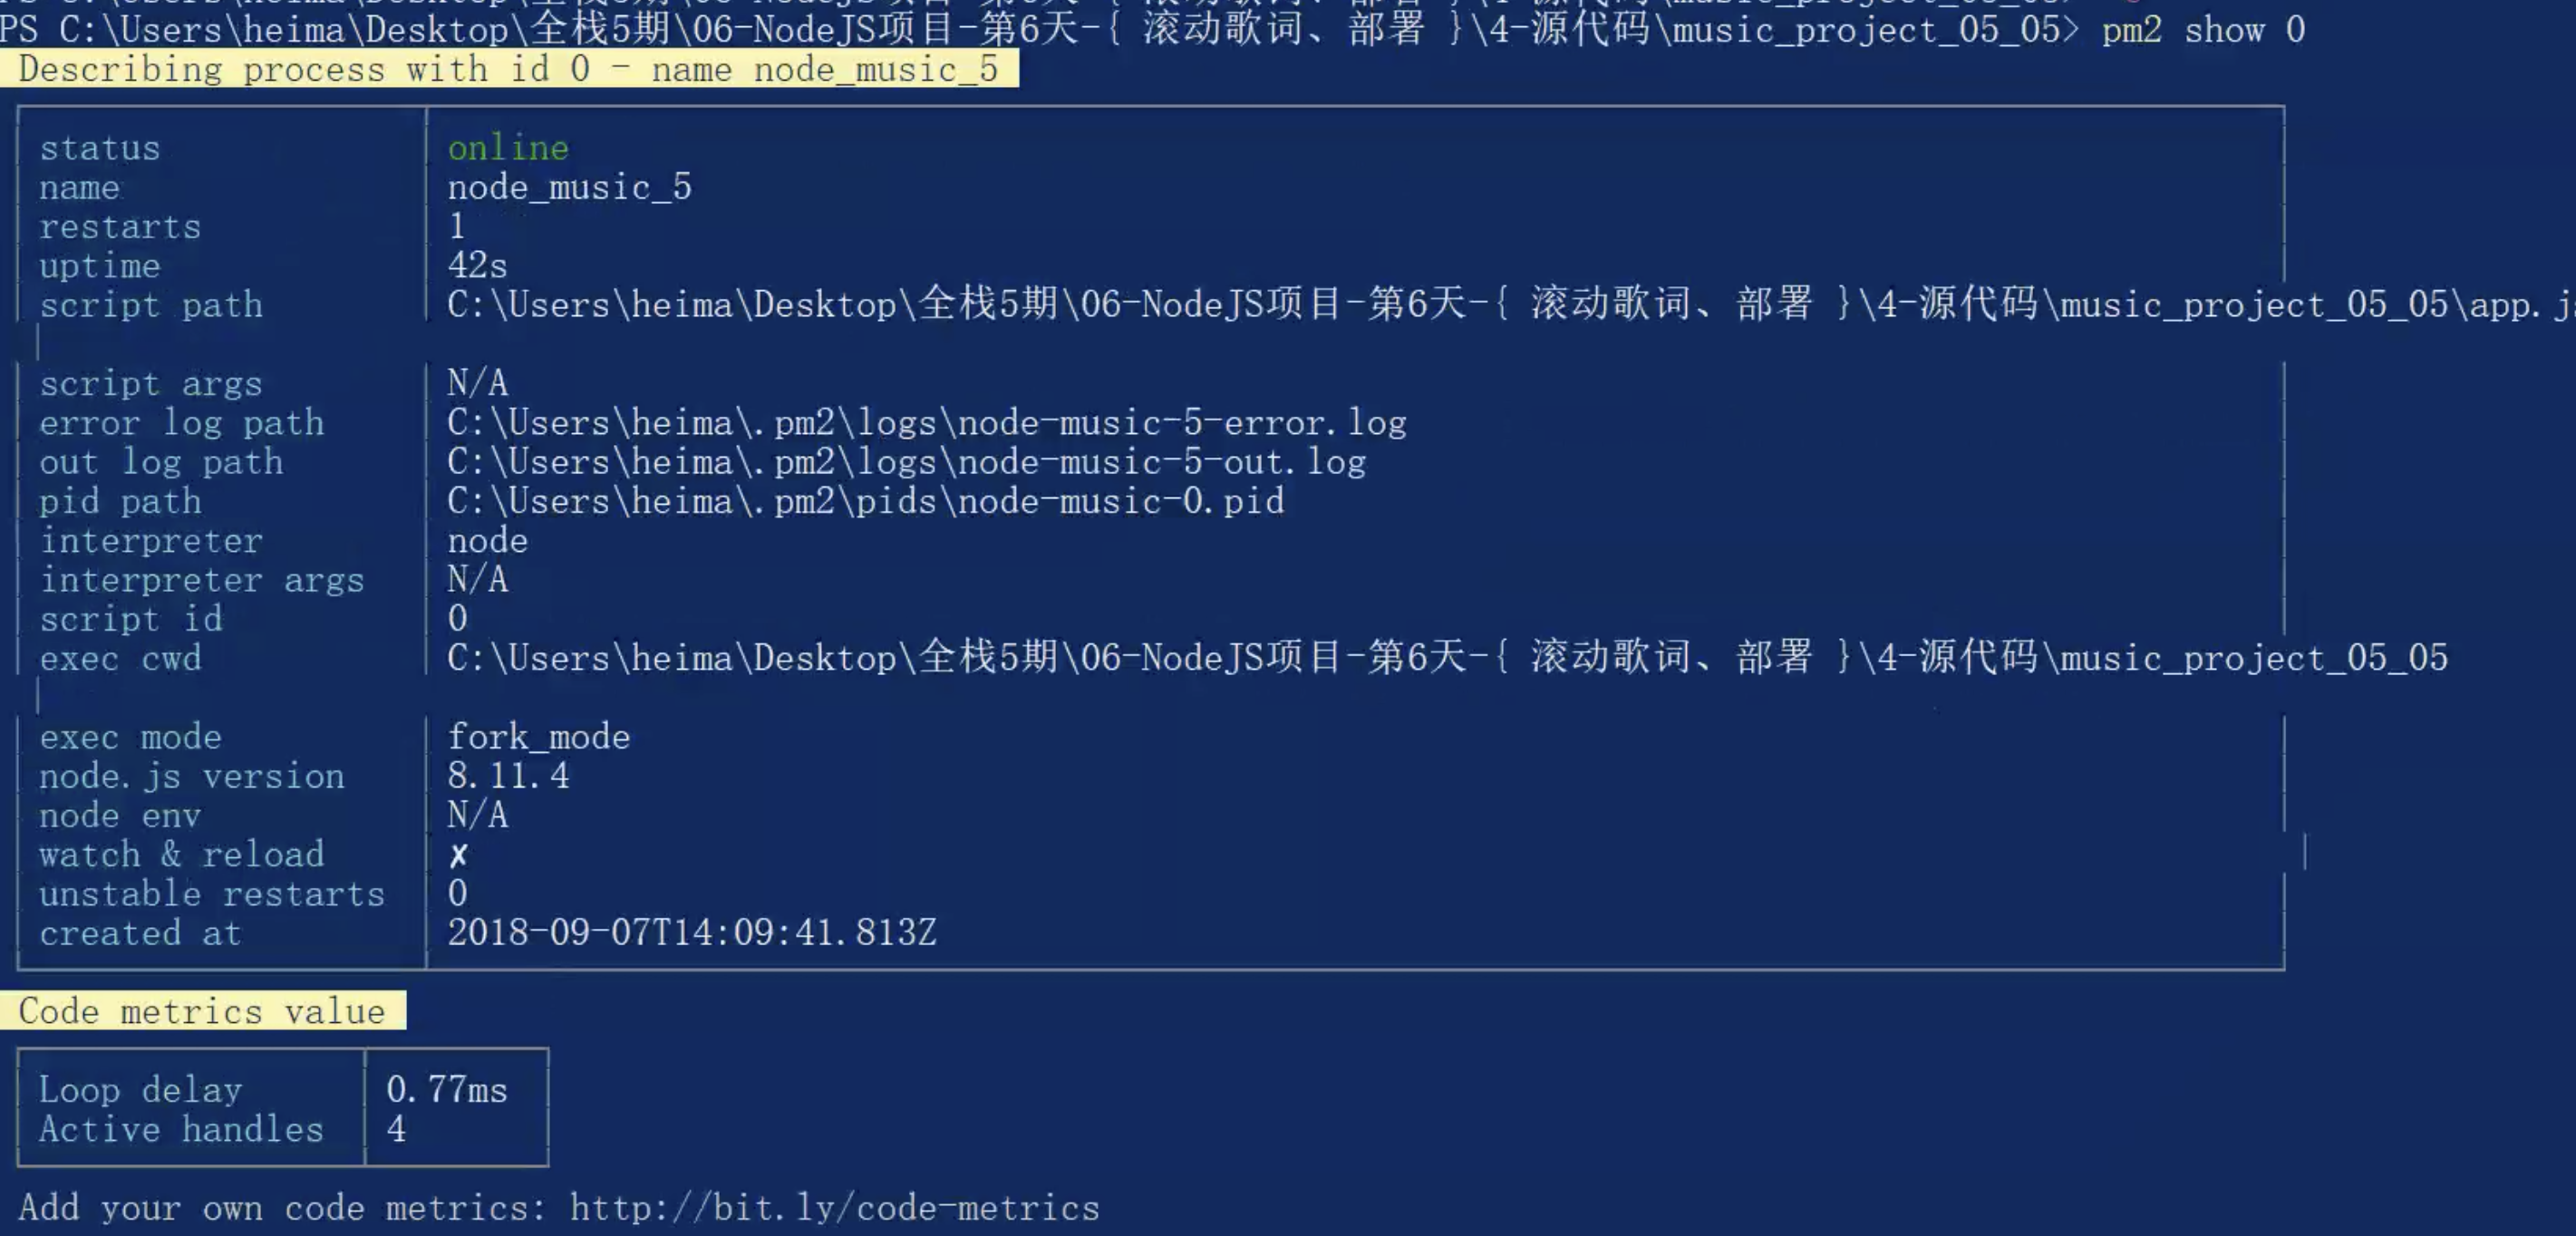 PS C:\Users\heima\Desktop\全栈5期\06-NodeJS项目-第6天-{ 滚动歌词、部署 }\4-源代码\music_project_05_05> pm2 show 0
Describing process with id 0 - name node_music_5
status online
name node_music_5
restarts 1
uptime 42s
script path C:\Users\heima\Desktop\全栈5期\06-NodeJS项目-第6天-{ 滚动歌词、部署 }\4-源代码\music_project_05_05\app.js
script args N/A
error log path C:\Users\heima\.pm2\logs\node-music-5-error.log
out log path C:\Users\heima\.pm2\logs\node-music-5-out.log
pid path C:\Users\heima\.pm2\pids\node-music-0.pid
interpreter node
interpreter args N/A
script id 0
exec cwd C:\Users\heima\Desktop\全栈5期\06-NodeJS项目-第6天-{ 滚动歌词、部署 }\4-源代码\music_project_05_05
exec mode fork_mode
node.js version 8.11.4
node env N/A
watch & reload ✗
unstable restarts 0
created at 2018-09-07T14:09:41.813Z
Code metrics value
Loop delay 0.77ms
Active handles 4
Add your own code metrics: http://bit.ly/code-metrics